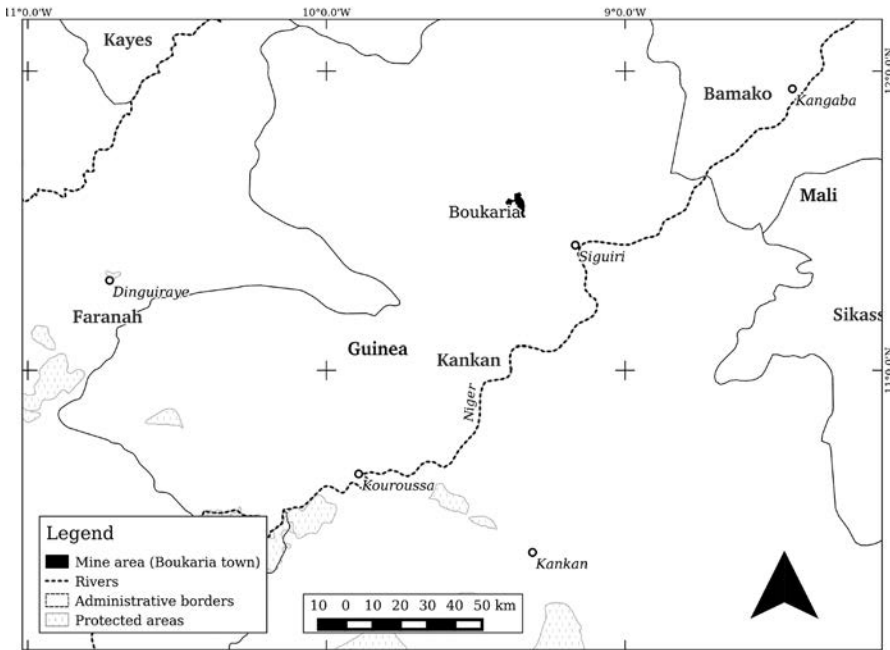 11°0.0'W
10°0.0'W
9°0.0'W
12°0.0'N
Kayes
Bamako
Kangaba
Boukaria
Mali
Siguiri
Dinguiraye
Faranah
Sikass
Guinea
Kankan
11°0.0'N
Niger
Kouroussa
Kankan
Legend
Mine area (Boukaria town)
Rivers
Administrative borders
Protected areas
10 0 10 20 30 40 50 km